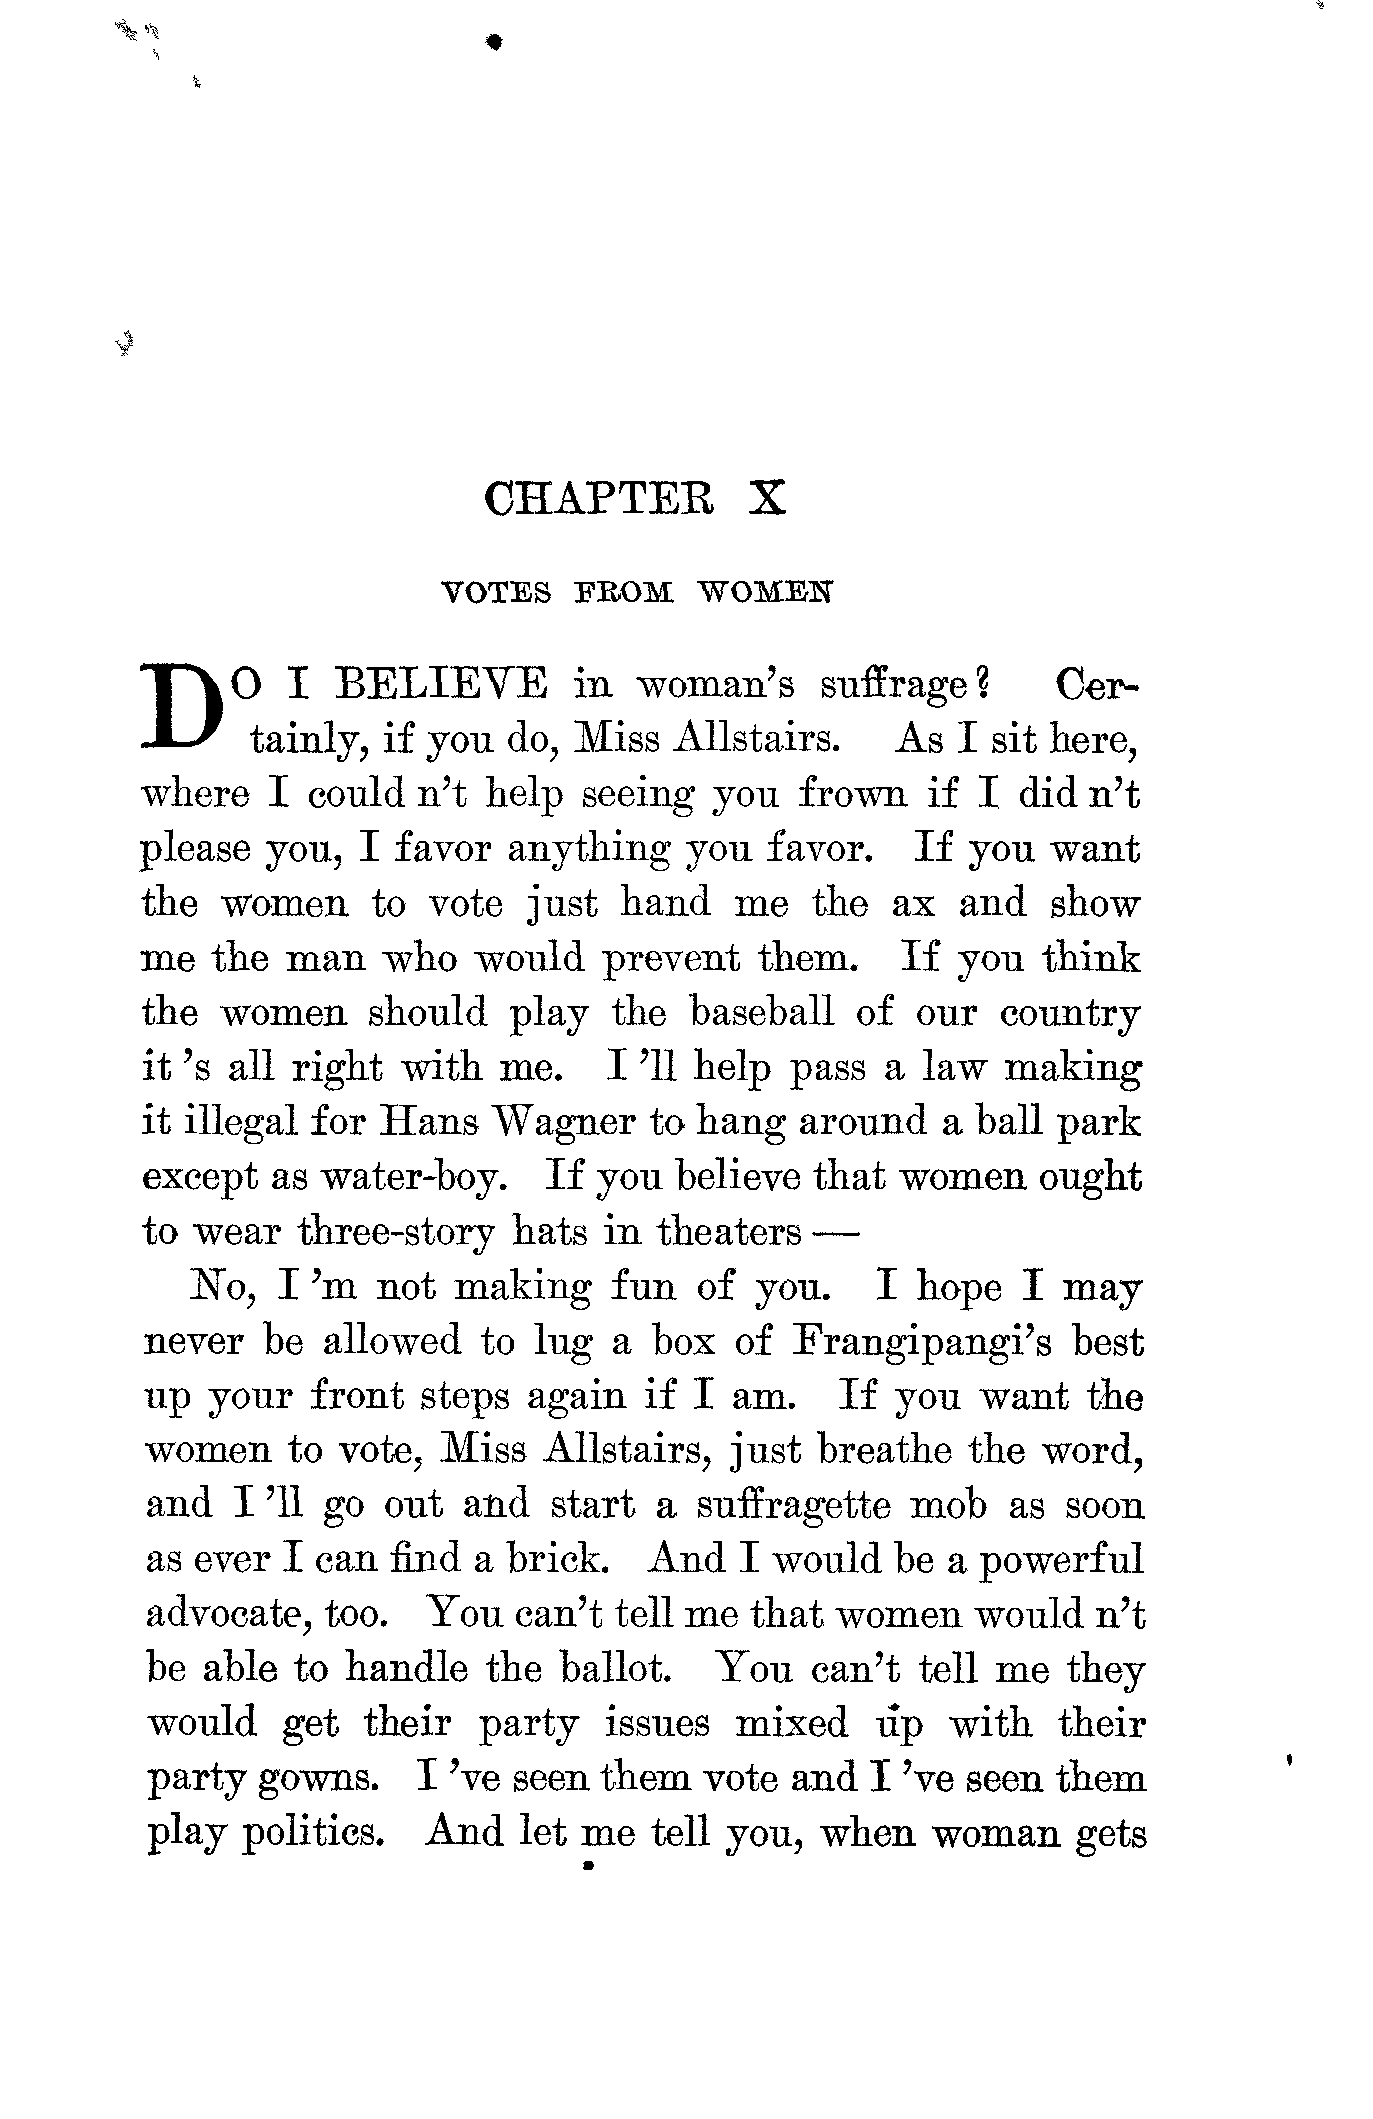 CHAPTER X
VOTES FROM WOMEN
DO I BELIEVE in woman's suffrage? Cer-
tainly, if you do, Miss Allstairs. As I sit here,
where I could n't help seeing you frown if I did n't
please you, I favor anything you favor. If you want
the women to vote just hand me the ax and show
me the man who would prevent them. If you think
the women should play the baseball of our country
it 's all right with me. I 'll help pass a law making
it illegal for Hans Wagner to hang around a ball park
except as water-boy. If you believe that women ought
to wear three-story hats in theaters —
No, I 'm not making fun of you. I hope I may
never be allowed to lug a box of Frangipangi's best
up your front steps again if I am. If you want the
women to vote, Miss Allstairs, just breathe the word,
and I 'll go out and start a suffragette mob as soon
as ever I can find a brick. And I would be a powerful
advocate, too. You can't tell me that women would n't
be able to handle the ballot. You can't tell me they
would get their party issues mixed up with their
party gowns. I 've seen them vote and I 've seen them
play politics. And let me tell you, when woman gets